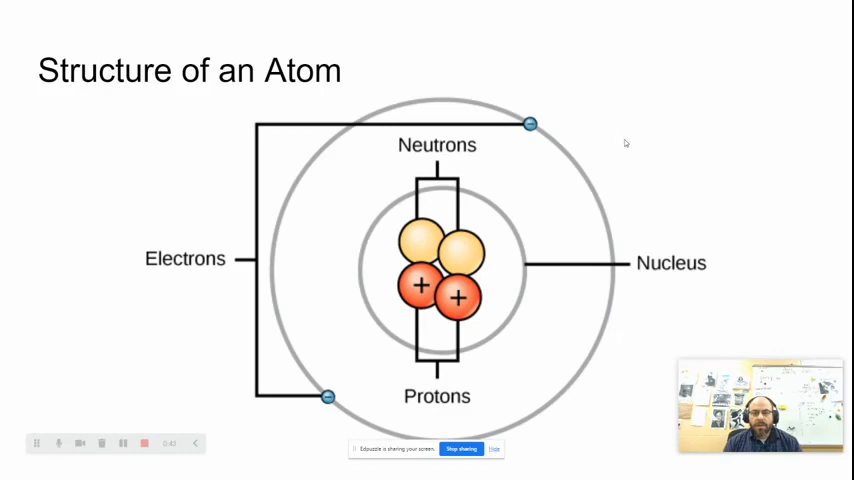 Structure of an Atom
Neutrons
+
+
Electrons
Nucleus
Protons
0:43
Edpuzzle is sharing your screen.
Stop sharing
Hide